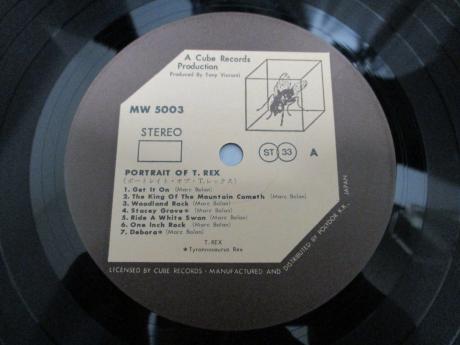 A Cube Records
Production
Produced By Tony Visconti
MW 5003
STEREO
ST 33 A
PORTRAIT OF T. REX
(ポートレイト・オブ・T.レックス)
1. Get It On (Marc Bolan)
2. The King Of The Mountain Cometh (Marc Bolan)
3. Woodland Rock (Marc Bolan)
4. Stacey Grove* (Marc Bolan)
5. Ride A White Swan (Marc Bolan)
6. One Inch Rock (Marc Bolan)
7. Debora* (Marc Bolan)
T. REX
*Tyrannosaurus Rex
LICENSED BY CUBE RECORDS · MANUFACTURED AND DISTRIBUTED BY POLYDOR K.K., JAPAN